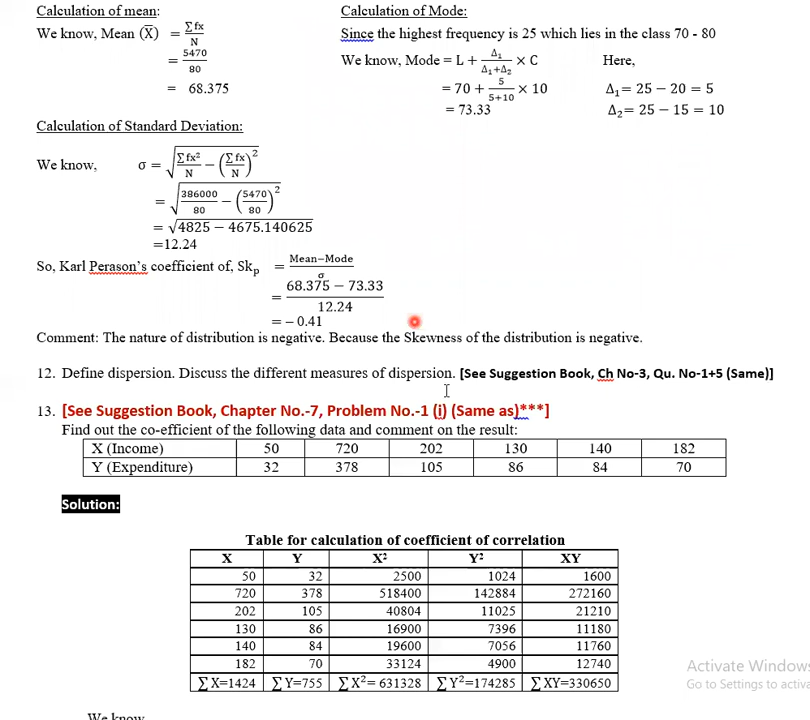 Calculation of mean:
We know, Mean (X̅) = ∑fx/N
= 5470/80
= 68.375
Calculation of Mode:
Since the highest frequency is 25 which lies in the class 70 - 80
We know, Mode = L + Δ₁/(Δ₁+Δ₂) × C
Here,
= 70 + 5/(5+10) × 10
= 73.33
Δ₁= 25 − 20 = 5
Δ₂= 25 − 15 = 10
Calculation of Standard Deviation:
We know, σ = √(∑fx²/N − (∑fx/N)²)
= √(386000/80 − (5470/80)²)
= √(4825 − 4675.140625)
=12.24
So, Karl Perason's coefficient of, Skₚ = (Mean−Mode)/σ
= (68.375 − 73.33)/12.24
= − 0.41
Comment: The nature of distribution is negative. Because the Skewness of the distribution is negative.
12. Define dispersion. Discuss the different measures of dispersion. [See Suggestion Book, Ch No-3, Qu. No-1+5 (Same)]
13. [See Suggestion Book, Chapter No.-7, Problem No.-1 (i) (Same as)***]
Find out the co-efficient of the following data and comment on the result:
X (Income) 50 720 202 130 140 182
Y (Expenditure) 32 378 105 86 84 70
Solution:
Table for calculation of coefficient of correlation
X Y X² Y² XY
50 32 2500 1024 1600
720 378 518400 142884 272160
202 105 40804 11025 21210
130 86 16900 7396 11180
140 84 19600 7056 11760
182 70 33124 4900 12740
∑X=1424 ∑Y=755 ∑X²= 631328 ∑Y²=174285 ∑XY=330650
Activate Windows
Go to Settings to activa
We know